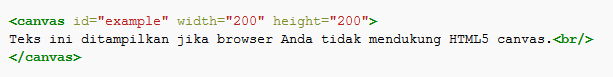 <canvas id="example" width="200" height="200">
Teks ini ditampilkan jika browser Anda tidak mendukung HTML5 canvas.<br/>
</canvas>